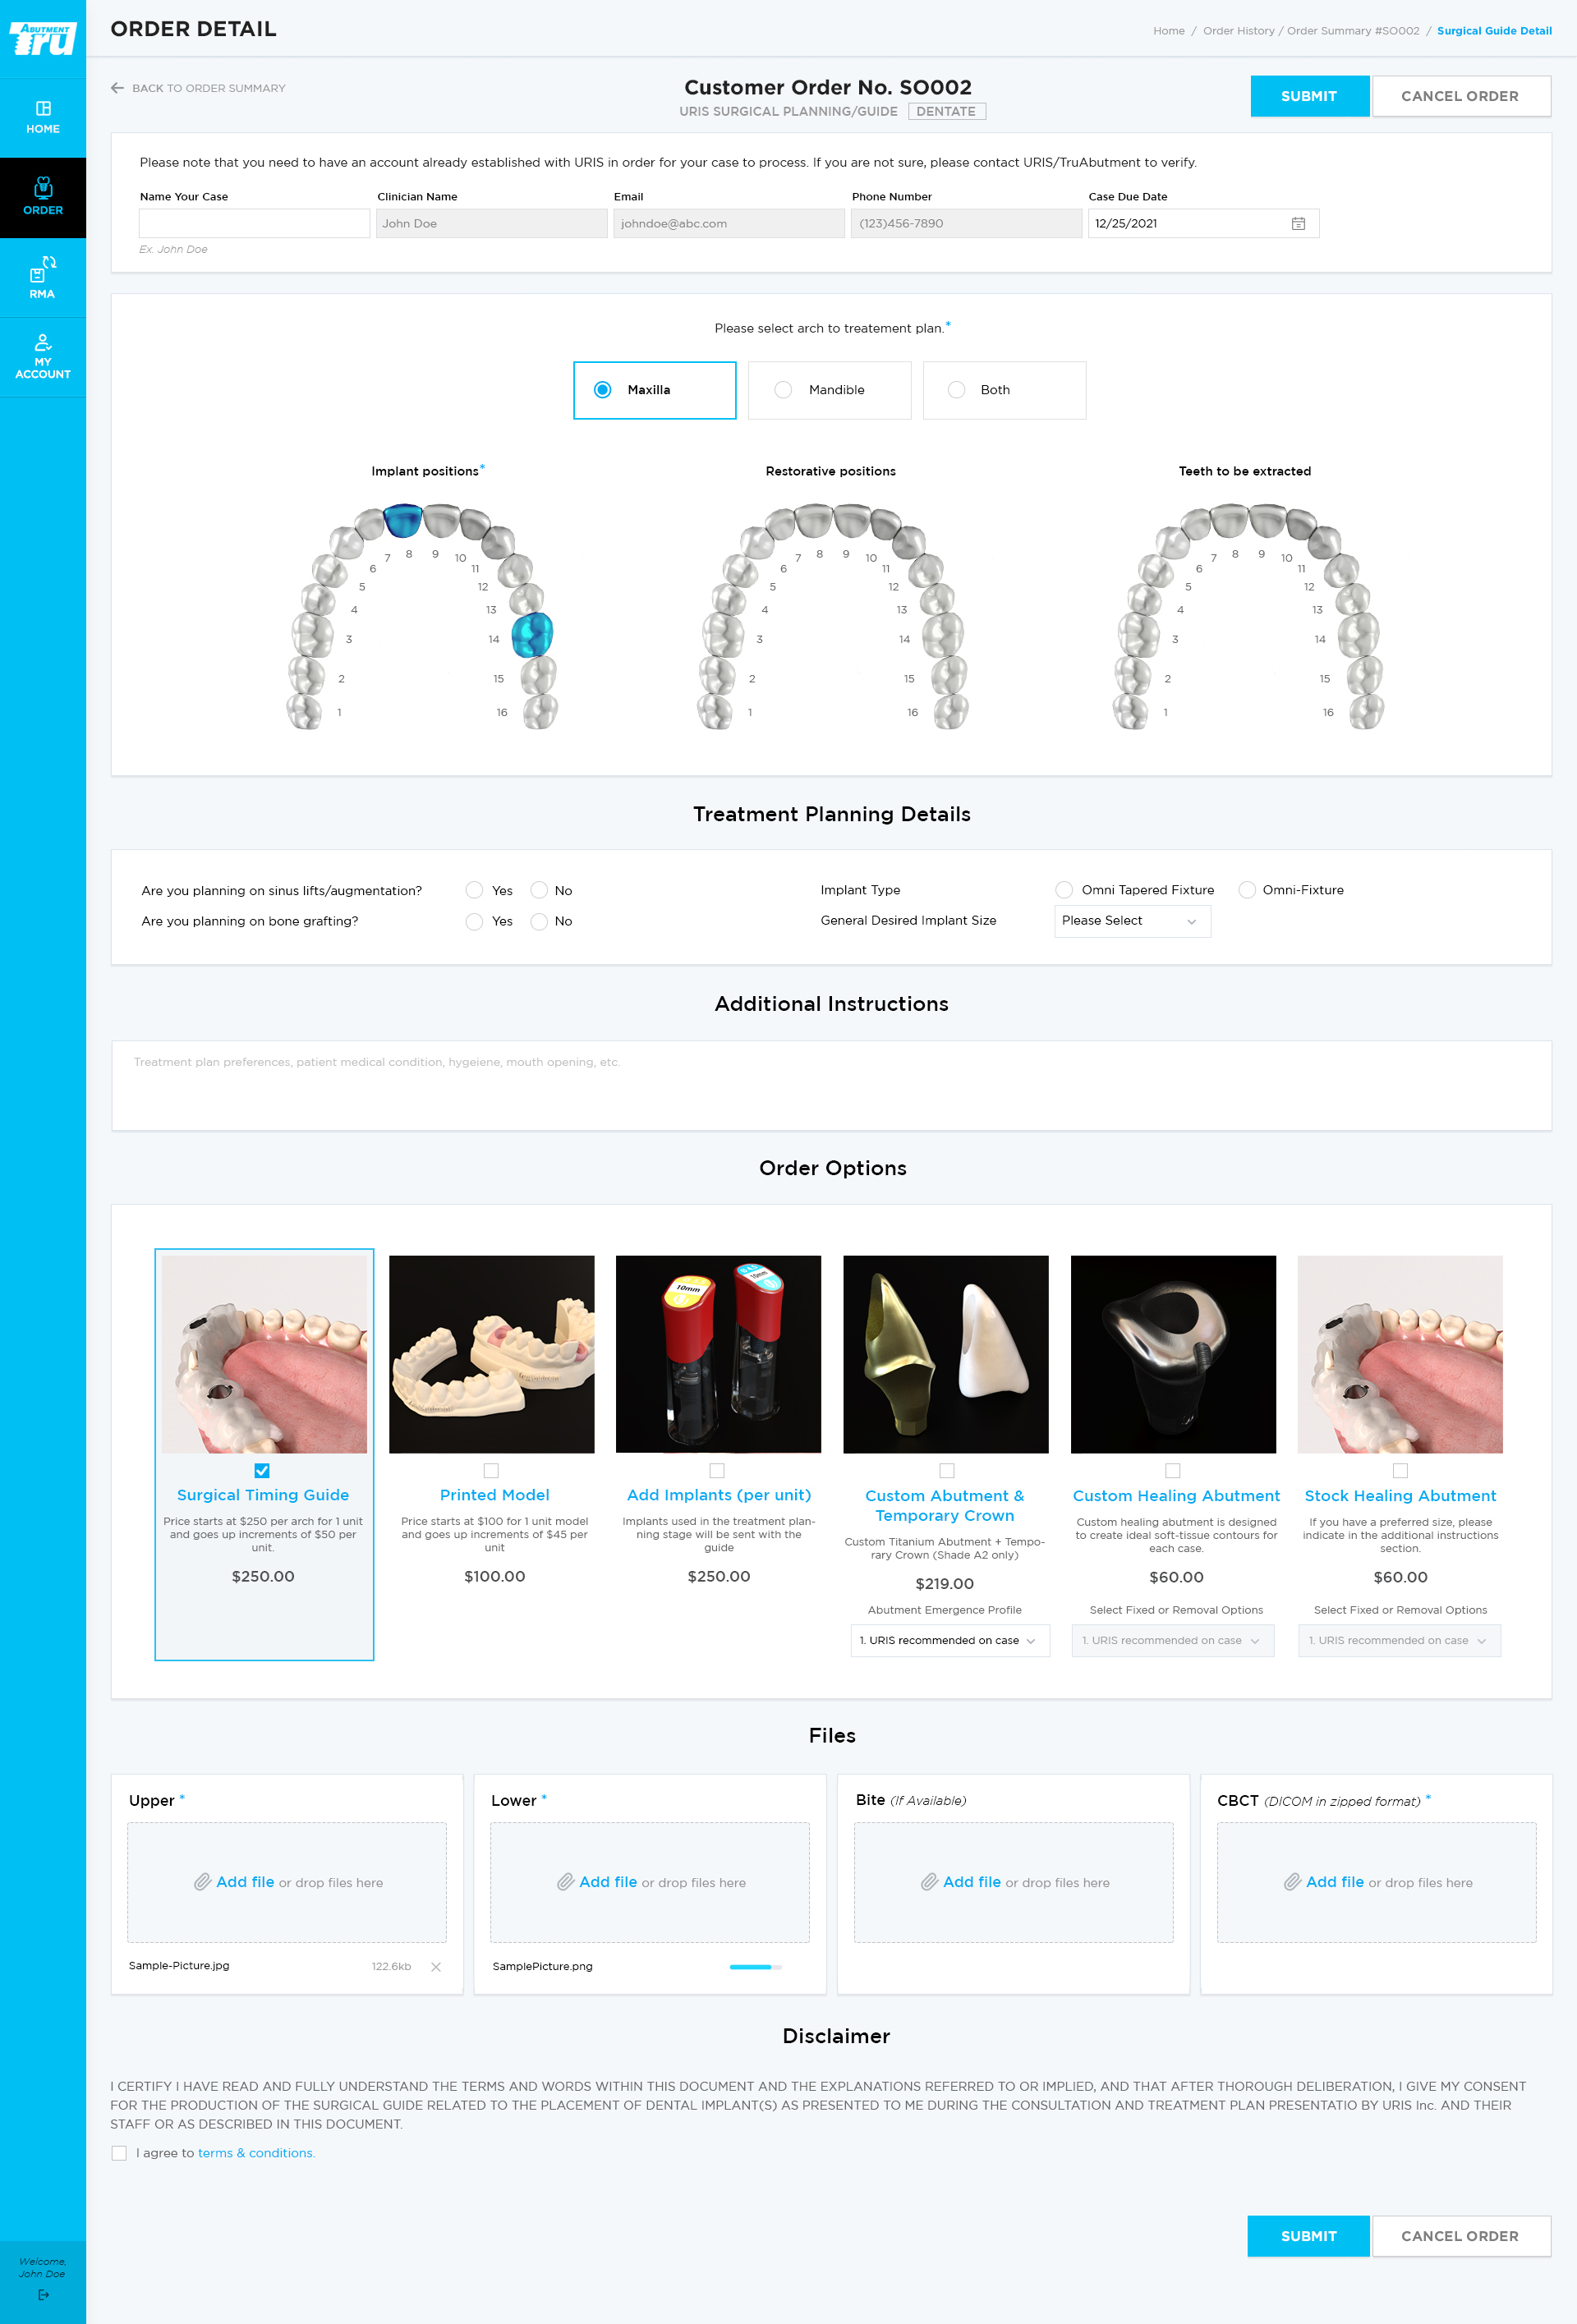 ABUTMENT
Tru
HOME
ORDER
RMA
MY
ACCOUNT
Welcome,
John Doe
ORDER DETAIL
Home / Order History / Order Summary #SO002 / Surgical Guide Detail
BACK TO ORDER SUMMARY
Customer Order No. SO002
URIS SURGICAL PLANNING/GUIDE DENTATE
SUBMIT
CANCEL ORDER
Please note that you need to have an account already established with URIS in order for your case to process. If you are not sure, please contact URIS/TruAbutment to verify.
Name Your Case
Clinician Name
Email
Phone Number
Case Due Date
John Doe
johndoe@abc.com
(123)456-7890
12/25/2021
Ex. John Doe
Please select arch to treatement plan.*
Maxilla
Mandible
Both
Implant positions*
7 8 9 10
6 11
5 12
4 13
3 14
2 15
1 16
Restorative positions
7 8 9 10
6 11
5 12
4 13
3 14
2 15
1 16
Teeth to be extracted
7 8 9 10
6 11
5 12
4 13
3 14
2 15
1 16
Treatment Planning Details
Are you planning on sinus lifts/augmentation? Yes No
Are you planning on bone grafting? Yes No
Implant Type Omni Tapered Fixture Omni-Fixture
General Desired Implant Size Please Select
Additional Instructions
Treatment plan preferences, patient medical condition, hygeiene, mouth opening, etc.
Order Options
Surgical Timing Guide
Price starts at $250 per arch for 1 unit
and goes up increments of $50 per
unit.
$250.00
Printed Model
Price starts at $100 for 1 unit model
and goes up increments of $45 per
unit
$100.00
10mm
10mm
Add Implants (per unit)
Implants used in the treatment plan-
ning stage will be sent with the
guide
$250.00
Custom Abutment &
Temporary Crown
Custom Titanium Abutment + Tempo-
rary Crown (Shade A2 only)
$219.00
Abutment Emergence Profile
1. URIS recommended on case
Custom Healing Abutment
Custom healing abutment is designed
to create ideal soft-tissue contours for
each case.
$60.00
Select Fixed or Removal Options
1. URIS recommended on case
Stock Healing Abutment
If you have a preferred size, please
indicate in the additional instructions
section.
$60.00
Select Fixed or Removal Options
1. URIS recommended on case
Files
Upper *
Add file or drop files here
Sample-Picture.jpg 122.6kb
Lower *
Add file or drop files here
SamplePicture.png
Bite (If Available)
Add file or drop files here
CBCT (DICOM in zipped format) *
Add file or drop files here
Disclaimer
I CERTIFY I HAVE READ AND FULLY UNDERSTAND THE TERMS AND WORDS WITHIN THIS DOCUMENT AND THE EXPLANATIONS REFERRED TO OR IMPLIED, AND THAT AFTER THOROUGH DELIBERATION, I GIVE MY CONSENT
FOR THE PRODUCTION OF THE SURGICAL GUIDE RELATED TO THE PLACEMENT OF DENTAL IMPLANT(S) AS PRESENTED TO ME DURING THE CONSULTATION AND TREATMENT PLAN PRESENTATIO BY URIS Inc. AND THEIR
STAFF OR AS DESCRIBED IN THIS DOCUMENT.
I agree to terms & conditions.
SUBMIT
CANCEL ORDER